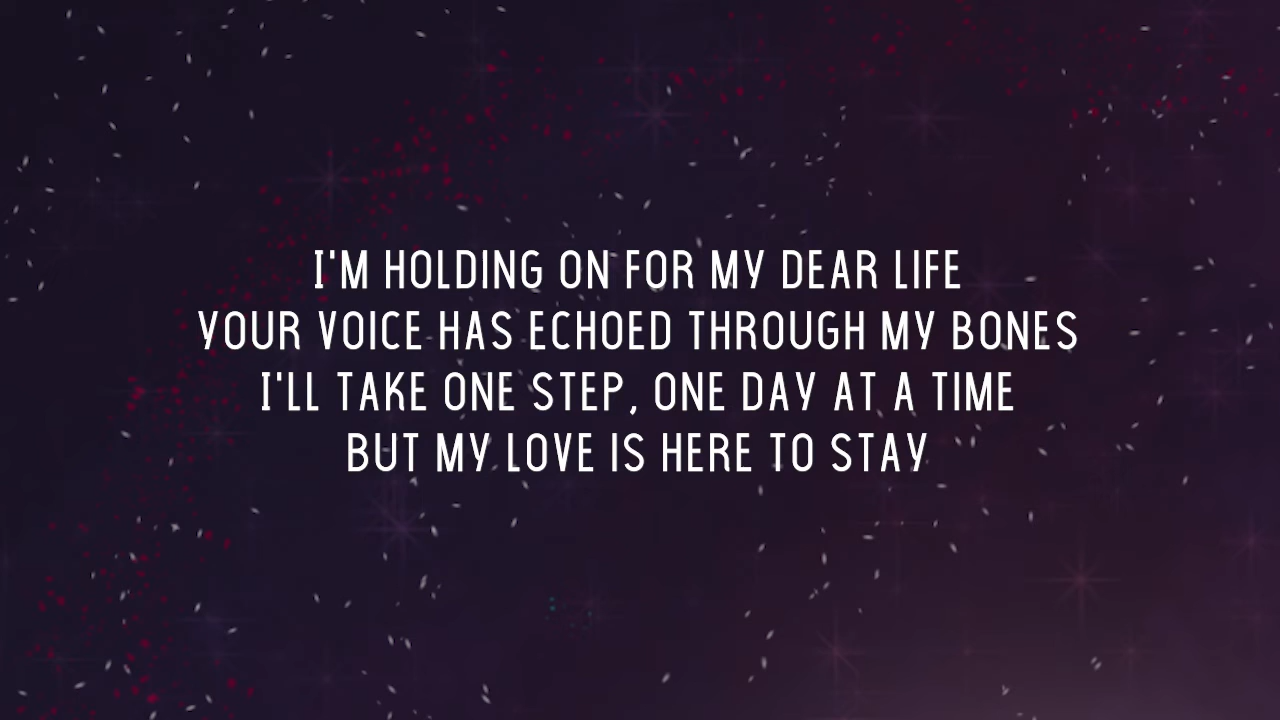 I'M HOLDING ON FOR MY DEAR LIFE
YOUR VOICE HAS ECHOED THROUGH MY BONES
I'LL TAKE ONE STEP, ONE DAY AT A TIME
BUT MY LOVE IS HERE TO STAY